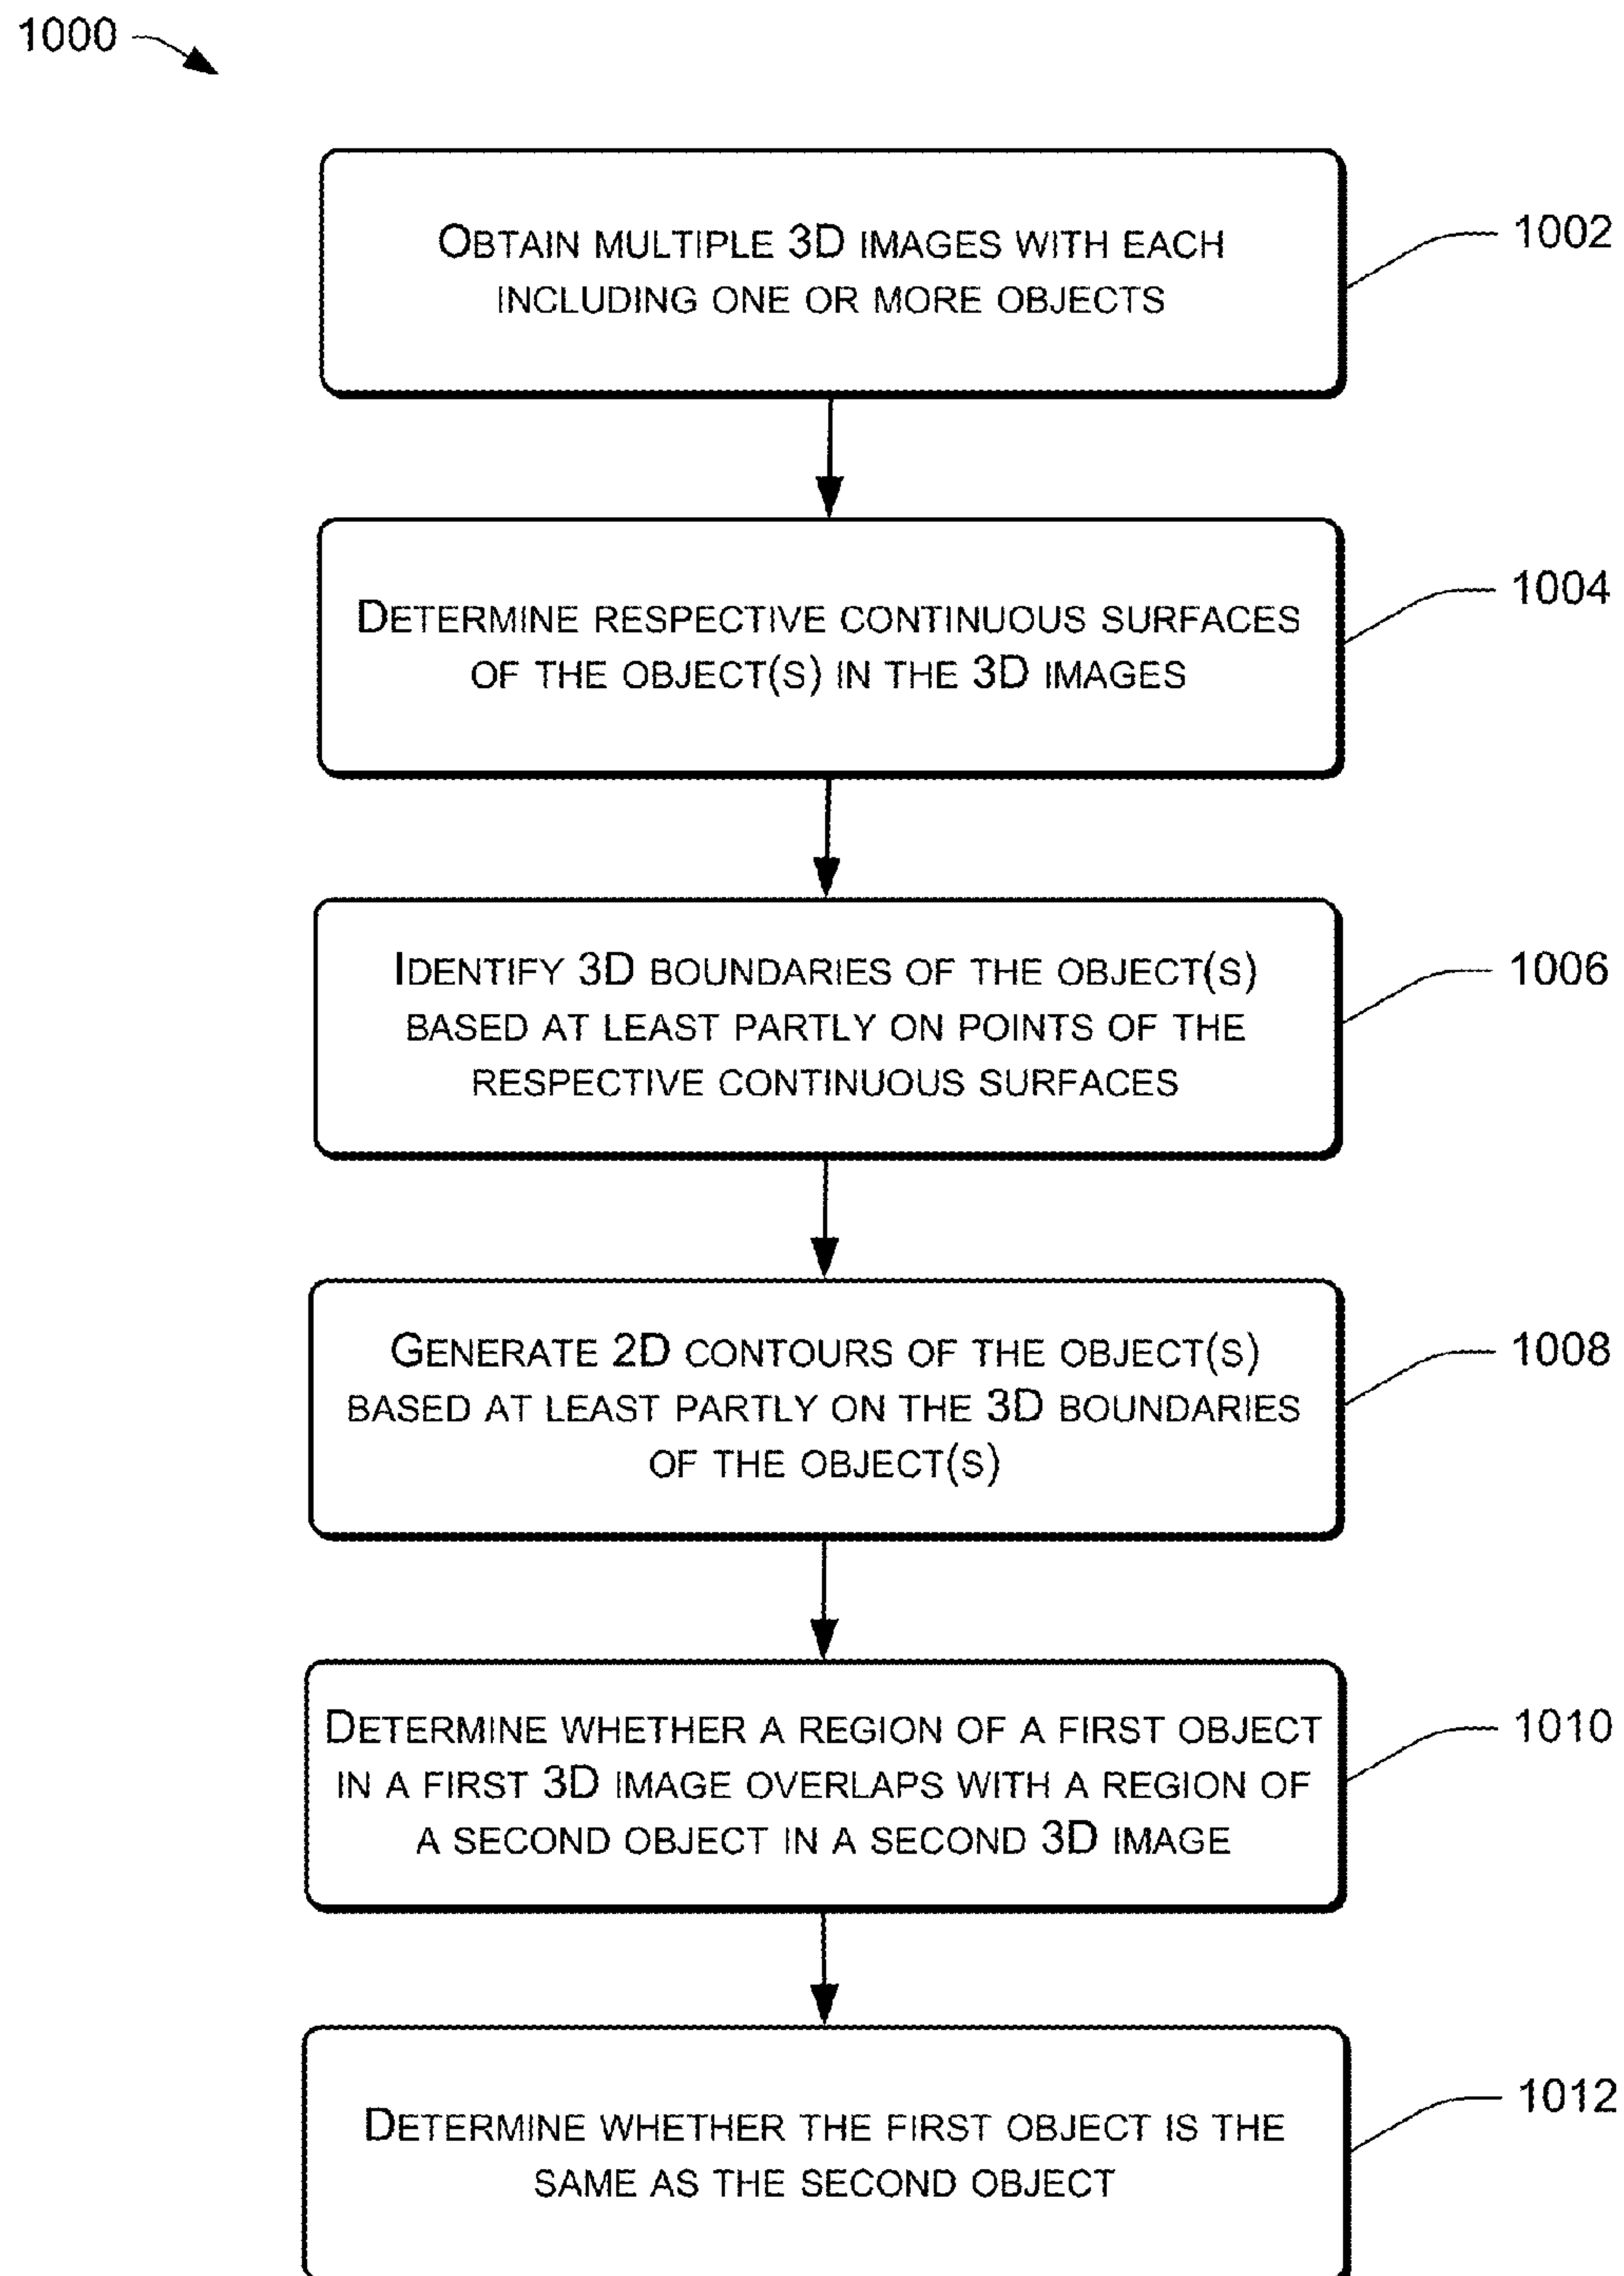 1000
OBTAIN MULTIPLE 3D IMAGES WITH EACH
INCLUDING ONE OR MORE OBJECTS
1002
DETERMINE RESPECTIVE CONTINUOUS SURFACES
OF THE OBJECT(S) IN THE 3D IMAGES
1004
IDENTIFY 3D BOUNDARIES OF THE OBJECT(S)
BASED AT LEAST PARTLY ON POINTS OF THE
RESPECTIVE CONTINUOUS SURFACES
1006
GENERATE 2D CONTOURS OF THE OBJECT(S)
BASED AT LEAST PARTLY ON THE 3D BOUNDARIES
OF THE OBJECT(S)
1008
DETERMINE WHETHER A REGION OF A FIRST OBJECT
IN A FIRST 3D IMAGE OVERLAPS WITH A REGION OF
A SECOND OBJECT IN A SECOND 3D IMAGE
1010
DETERMINE WHETHER THE FIRST OBJECT IS THE
SAME AS THE SECOND OBJECT
1012